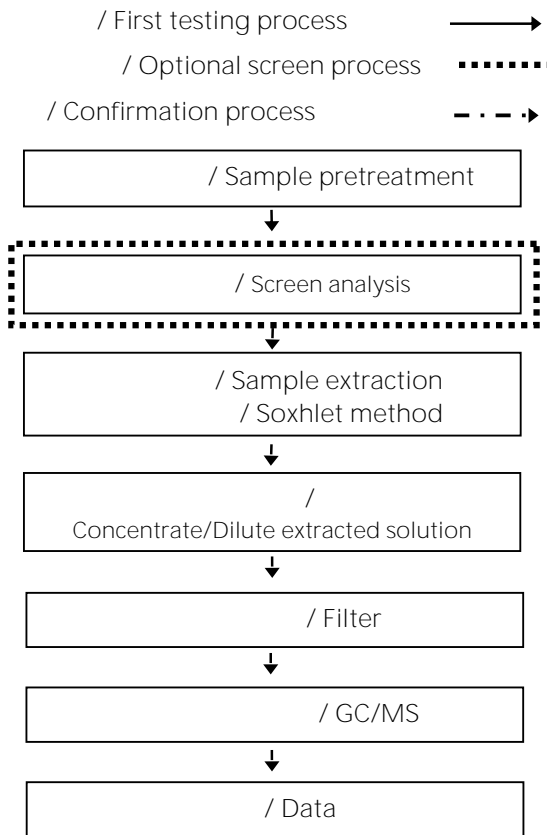 / First testing process
/ Optional screen process
/ Confirmation process
/ Sample pretreatment
/ Screen analysis
/ Sample extraction
/ Soxhlet method
/
Concentrate/Dilute extracted solution
/ Filter
/ GC/MS
/ Data